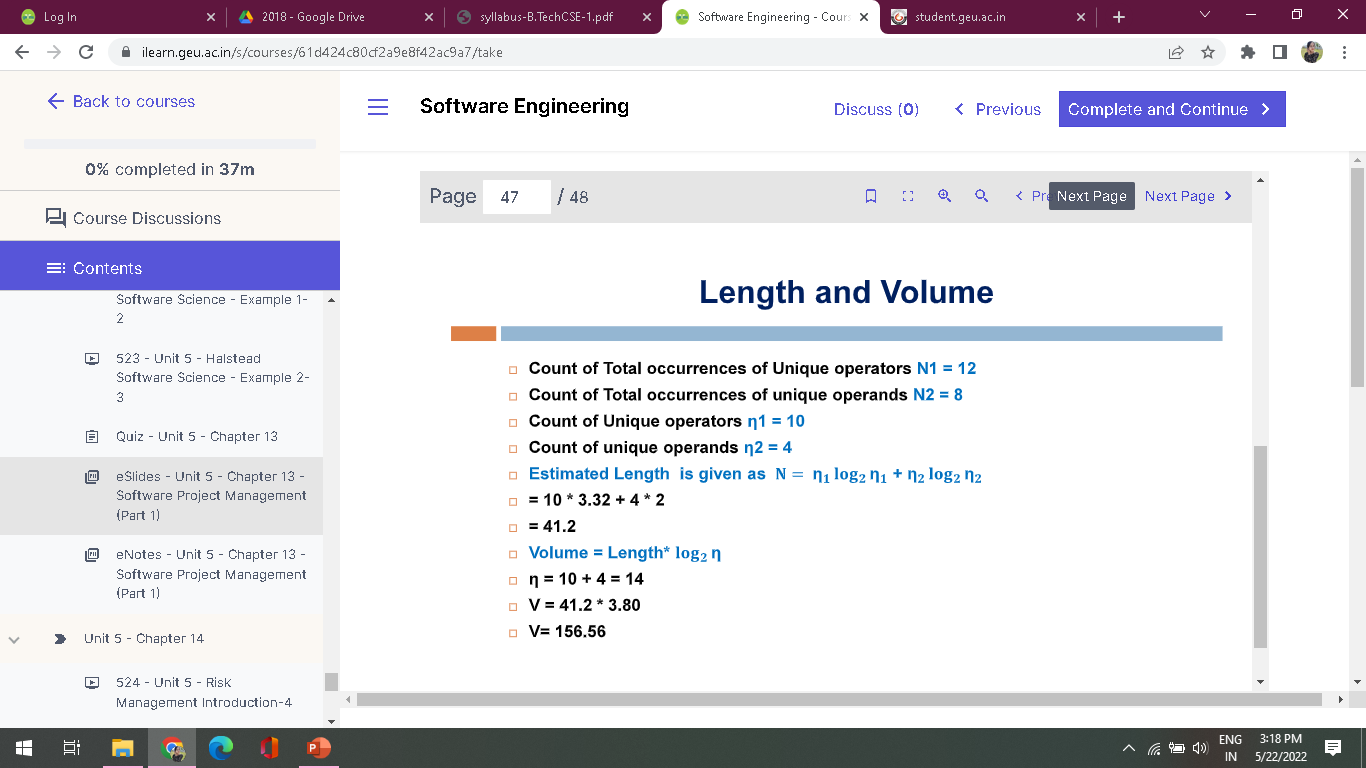 Log In
2018 - Google Drive
syllabus-B.TechCSE-1.pdf
Software Engineering - Cour
student.geu.ac.in
ilearn.geu.ac.in/s/courses/61d424c80cf2a9e8f42ac9a7/take
Back to courses
0% completed in 37m
Course Discussions
Contents
Software Science - Example 1-
2
523 - Unit 5 - Halstead
Software Science - Example 2-
3
Quiz - Unit 5 - Chapter 13
eSlides - Unit 5 - Chapter 13 -
Software Project Management
(Part 1)
eNotes - Unit 5 - Chapter 13 -
Software Project Management
(Part 1)
Unit 5 - Chapter 14
524 - Unit 5 - Risk
Management Introduction-4
Software Engineering
Discuss (0)
Previous
Complete and Continue
Page 47 / 48
Pre
Next Page
Next Page
Length and Volume
Count of Total occurrences of Unique operators N1 = 12
Count of Total occurrences of unique operands N2 = 8
Count of Unique operators η1 = 10
Count of unique operands η2 = 4
Estimated Length is given as N = η₁ log₂ η₁ + η₂ log₂ η₂
= 10 * 3.32 + 4 * 2
= 41.2
Volume = Length* log₂ η
η = 10 + 4 = 14
V = 41.2 * 3.80
V= 156.56
ENG
IN
3:18 PM
5/22/2022